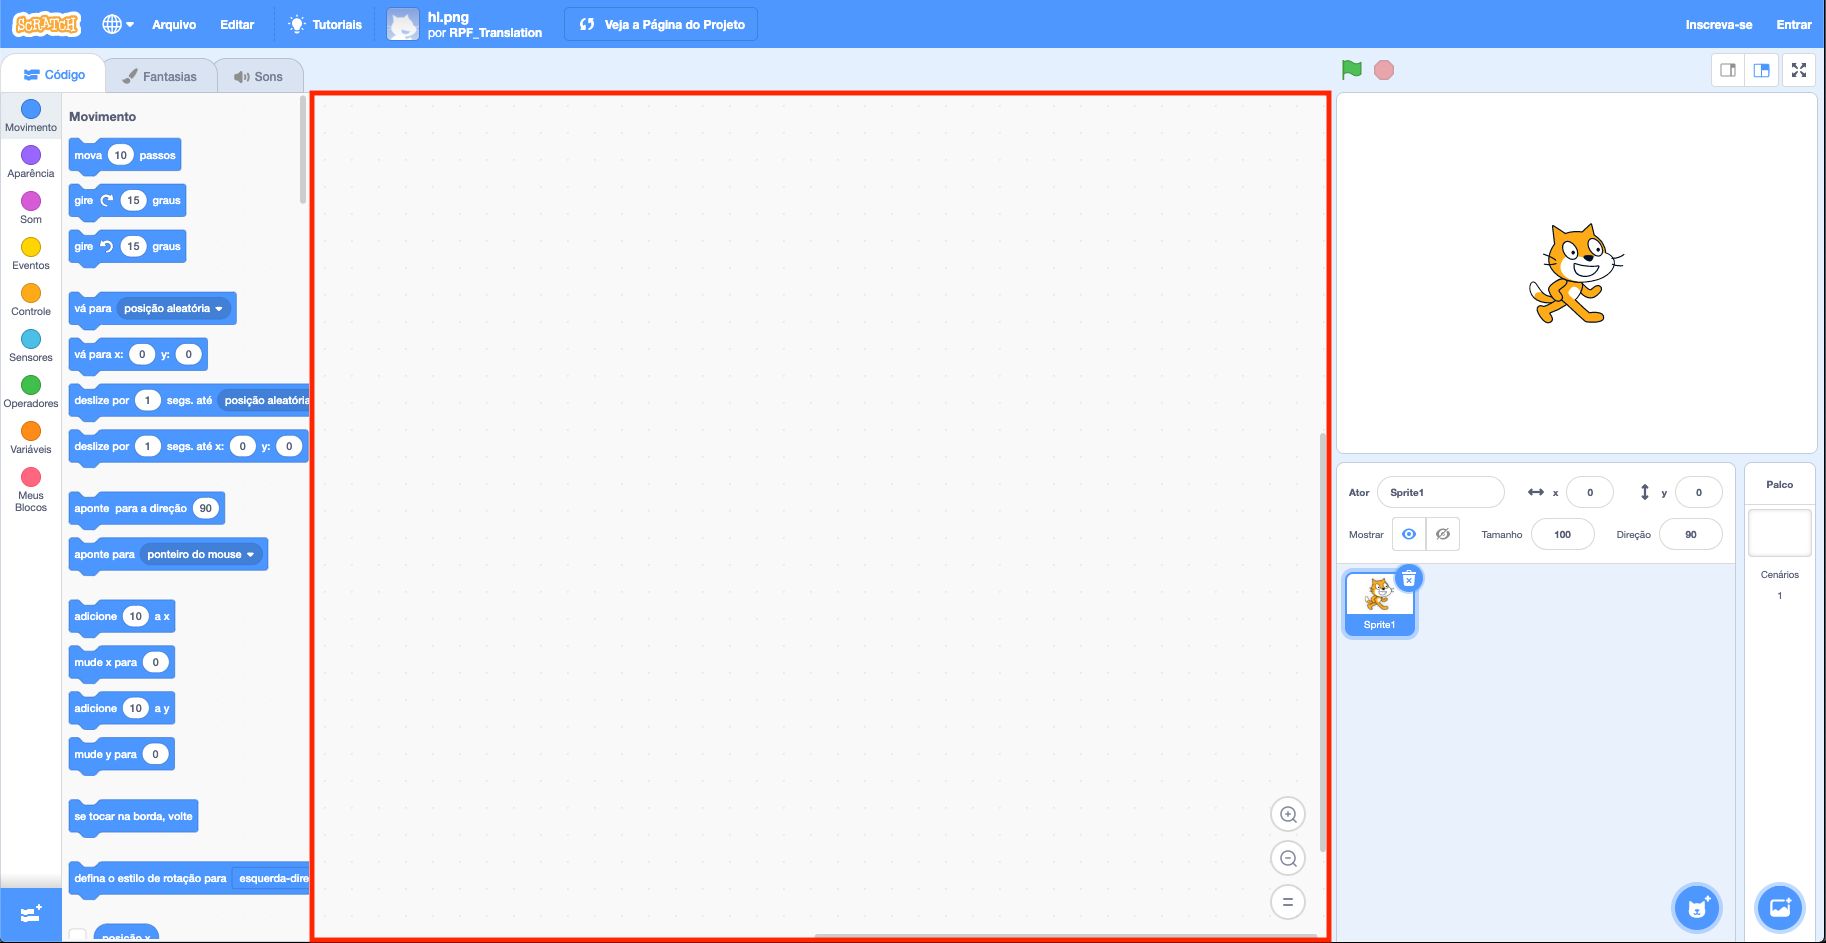 SCRATCH
Arquivo
Editar
Tutoriais
hl.png
por RPF_Translation
Veja a Página do Projeto
Inscreva-se
Entrar
Código
Fantasias
Sons
Movimento
Aparência
Som
Eventos
Controle
Sensores
Operadores
Variáveis
Meus
Blocos
Movimento
mova 10 passos
gire 15 graus
gire 15 graus
vá para posição aleatória
vá para x: 0 y: 0
deslize por 1 segs. até posição aleatória
deslize por 1 segs. até x: 0 y: 0
aponte para a direção 90
aponte para ponteiro do mouse
adicione 10 a x
mude x para 0
adicione 10 a y
mude y para 0
se tocar na borda, volte
defina o estilo de rotação para esquerda-dire
posição x
Ator Sprite1 x 0 y 0
Mostrar Tamanho 100 Direção 90
Sprite1
Palco
Cenários
1